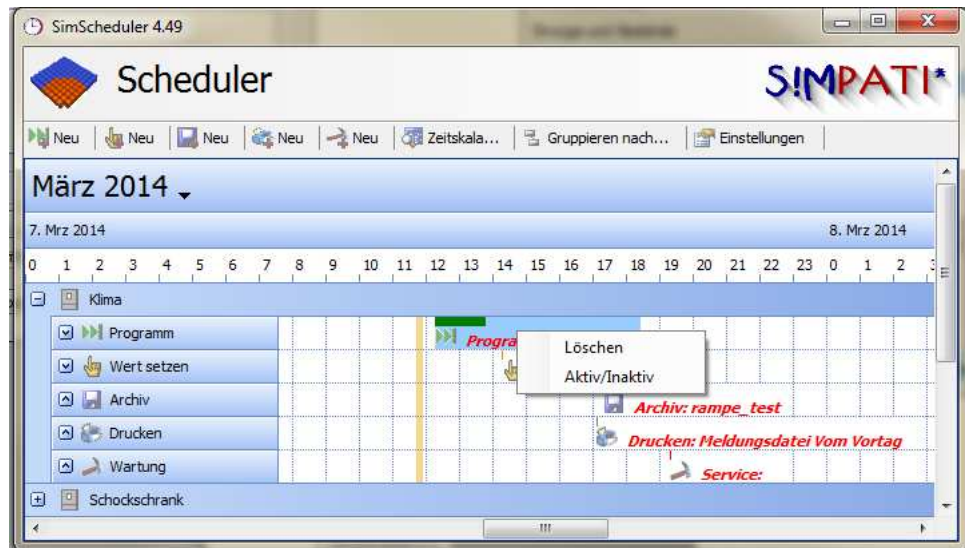 SimScheduler 4.49
Scheduler
S!MPATI*
Neu Neu Neu Neu Neu Zeitskala... Gruppieren nach... Einstellungen
März 2014
7. Mrz 2014 8. Mrz 2014
0 1 2 3 4 5 6 7 8 9 10 11 12 13 14 15 16 17 18 19 20 21 22 23 0 1 2
Klima
Programm
Progra
Löschen
Wert setzen
Aktiv/Inaktiv
Archiv
Archiv: rampe_test
Drucken
Drucken: Meldungsdatei Vom Vortag
Wartung
Service:
Schockschrank